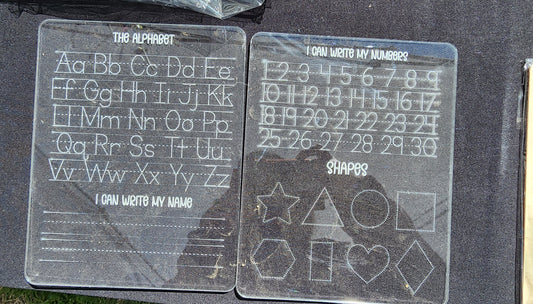 THE ALPHABET
Aa Bb Cc Dd Ee
Ff Gg Hh Ii Jj Kk
Ll Mm Nn Oo Pp
Qq Rr Ss Tt Uu
Vv Ww Xx Yy Zz
I CAN WRITE MY NAME
I CAN WRITE MY NUMBERS
1 2 3 4 5 6 7 8 9
10 11 12 13 14 15 16 17
18 19 20 21 22 23 24
25 26 27 28 29 30
SHAPES